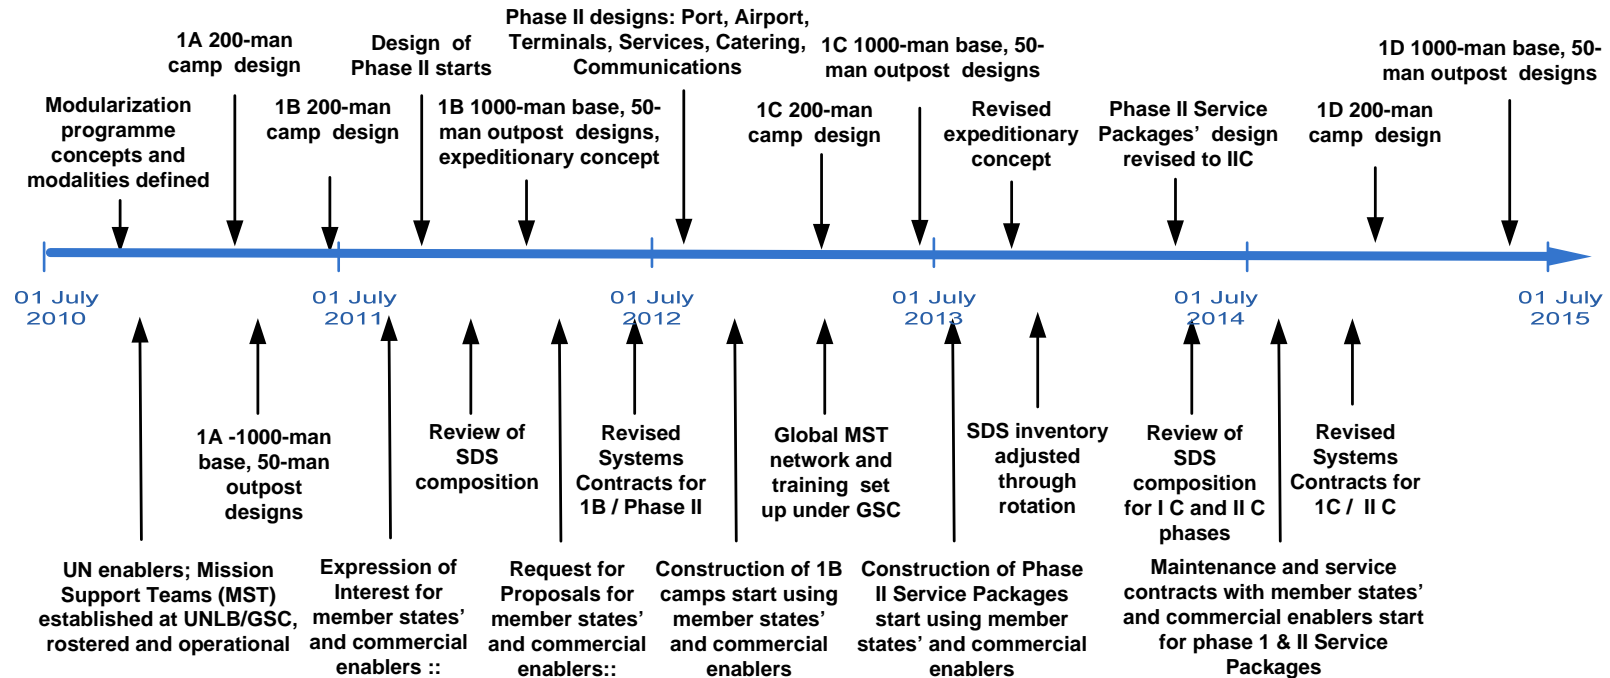 Modularization
programme
concepts and
modalities defined
1A 200-man
camp design
1B 200-man
camp design
Design of
Phase II starts
1B 1000-man base, 50-
man outpost designs,
expeditionary concept
Phase II designs: Port, Airport,
Terminals, Services, Catering,
Communications
1C 200-man
camp design
1C 1000-man base, 50-
man outpost designs
Revised
expeditionary
concept
Phase II Service
Packages’ design
revised to IIC
1D 200-man
camp design
1D 1000-man base, 50-
man outpost designs
01 July
2010
01 July
2011
01 July
2012
01 July
2013
01 July
2014
01 July
2015
UN enablers; Mission
Support Teams (MST)
established at UNLB/GSC,
rostered and operational
1A -1000-man
base, 50-man
outpost
designs
Expression of
Interest for
member states’
and commercial
enablers ::
Review of
SDS
composition
Request for
Proposals for
member states’
and commercial
enablers::
Revised
Systems
Contracts for
1B / Phase II
Construction of 1B
camps start using
member states’
and commercial
enablers
Global MST
network and
training set
up under GSC
Construction of Phase
II Service Packages
start using member
states’ and commercial
enablers
SDS inventory
adjusted
through
rotation
Review of
SDS
composition
for I C and II C
phases
Maintenance and service
contracts with member states’
and commercial enablers start
for phase 1 & II Service
Packages
Revised
Systems
Contracts for
1C / II C